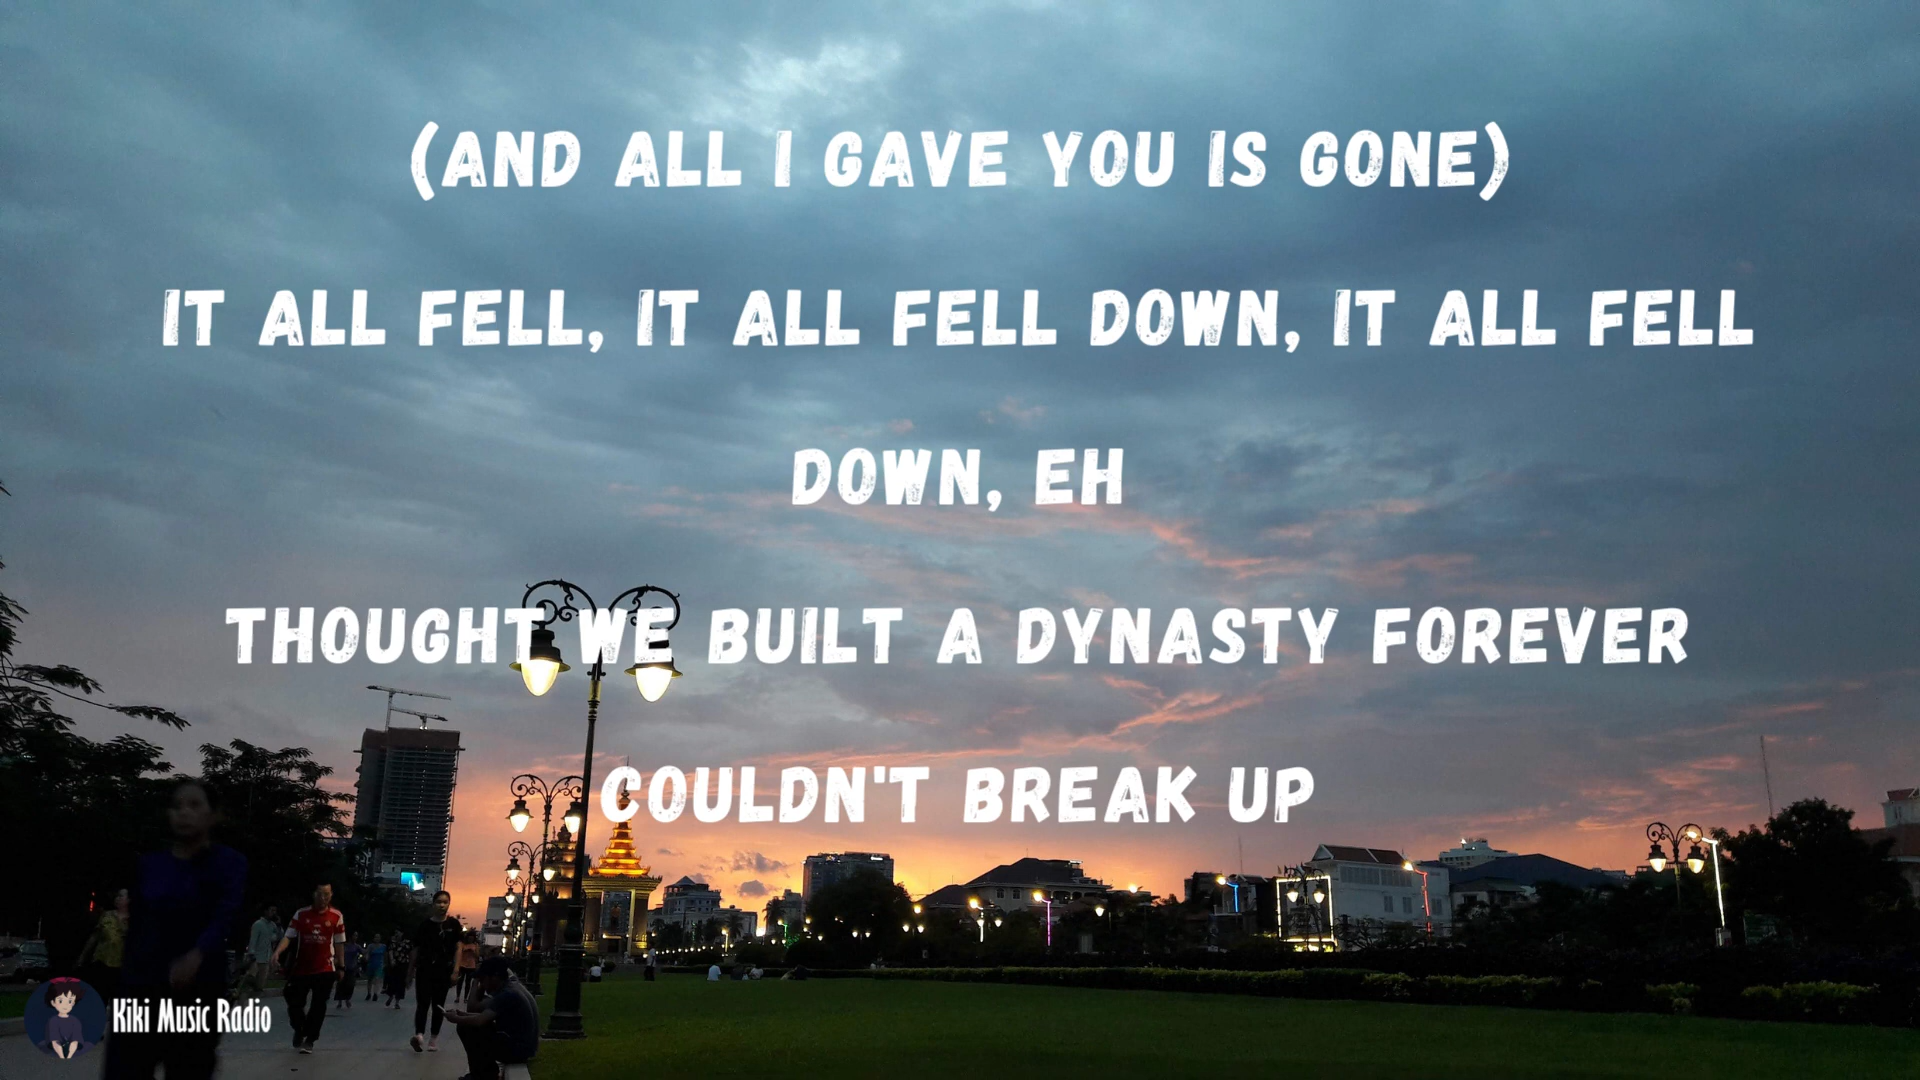 (AND ALL I GAVE YOU IS GONE)
IT ALL FELL, IT ALL FELL DOWN, IT ALL FELL
DOWN, EH
THOUGHT WE BUILT A DYNASTY FOREVER
COULDN'T BREAK UP
Kiki Music Radio